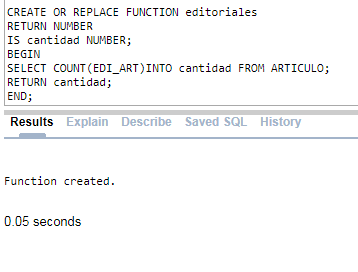 CREATE OR REPLACE FUNCTION editoriales
RETURN NUMBER
IS cantidad NUMBER;
BEGIN
SELECT COUNT(EDI_ART)INTO cantidad FROM ARTICULO;
RETURN cantidad;
END;
Results Explain Describe Saved SQL History
Function created.
0.05 seconds